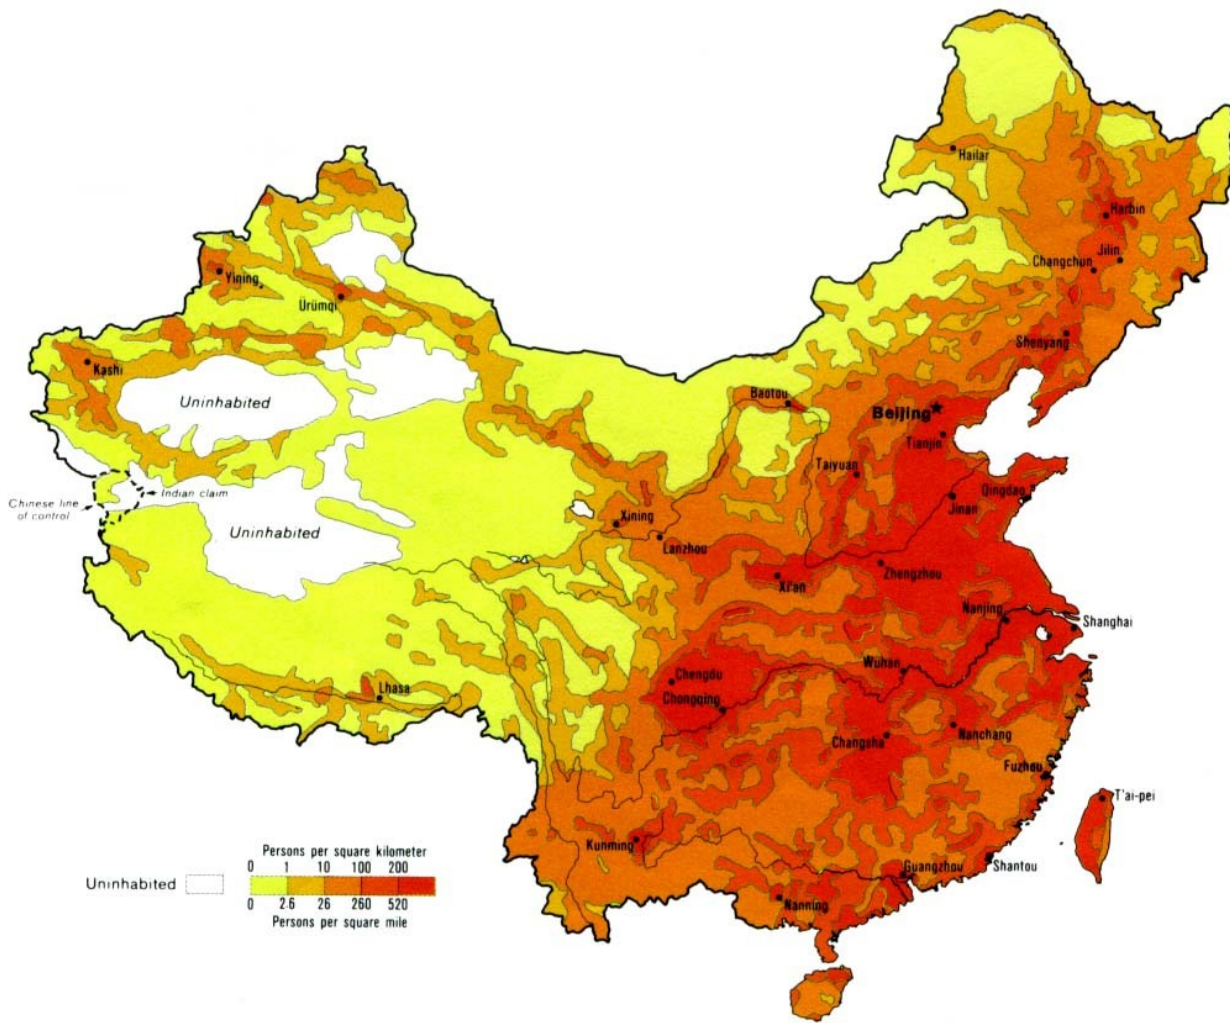 Hailar
Harbin
Jilin
Changchun
Yining
Ürümqi
Shenyang
Kashi
Baotou
Uninhabited
Beijing
Tianjin
Taiyuan
Chinese line
of control
Indian claim
Qingdao
Jinan
Xining
Uninhabited
Lanzhou
Zhengzhou
Xi'an
Nanjing
Shanghai
Wuhan
Chengdu
Lhasa
Chongqing
Nanchang
Changsha
Fuzhou
T'ai-pei
Kunming
Guangzhou
Shantou
Nanning
Persons per square kilometer
0 1 10 100 200
Uninhabited
0 2.6 26 260 520
Persons per square mile